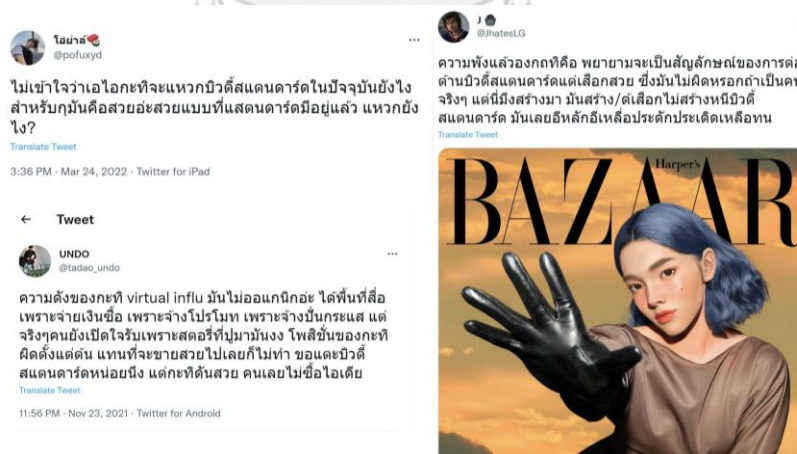 โฮย่าล์
@pofuxyd
ไม่เข้าใจว่าเอไอกะทิจะแหวกบิวตี้สแตนดาร์ดในปัจจุบันยังไง
สำหรับกุมันคือสวยอ่ะสวยแบบที่แสตนดาร์ดมีอยู่แล้ว แหวกยัง
ไง?
Translate Tweet
3:36 PM · Mar 24, 2022 · Twitter for iPad
← Tweet
UNDO
@tadao_undo
ความดังของกะทิ virtual influ มันไม่ออแกนิกอ่ะ ได้พื้นที่สื่อ
เพราะจ่ายเงินซื้อ เพราะจ้างโปรโมท เพราะจ้างปั่นกระแส แต่
จริงๆคนยังไม่เปิดใจรับเพราะสตอรี่ที่ปูมามันงง โพสิชั่นของกะทิ
ผิดตั้งแต่ต้น แทนที่จะขายสวยไปเลยก็ไม่ทำ ขอแตะบิวตี้
สแตนดาร์ดหน่อยนึง แต่กะทิดันสวย คนเลยไม่ซื้อไอเดีย
Translate Tweet
11:56 PM · Nov 23, 2021 · Twitter for Android
J
@JhatesLG
ความพังแล้วองกถทิคือ พยายามจะเป็นสัญลักษณ์ของการต่อ
ต้านบิวตี้สแตนดาร์ดแต่เสือกสวย ซึ่งมันไม่ผิดหรอกถ้าเป็นคน
จริงๆ แต่นี่มึงสร้างมา มันสร้าง/ด์เสือกไม่สร้างหนีบิวตี้
สแตนดาร์ด มันเลยอีหลักอีเหลื่อประดักประเดิดเหลือทน
Translate Tweet
Harper's
BAZAAR